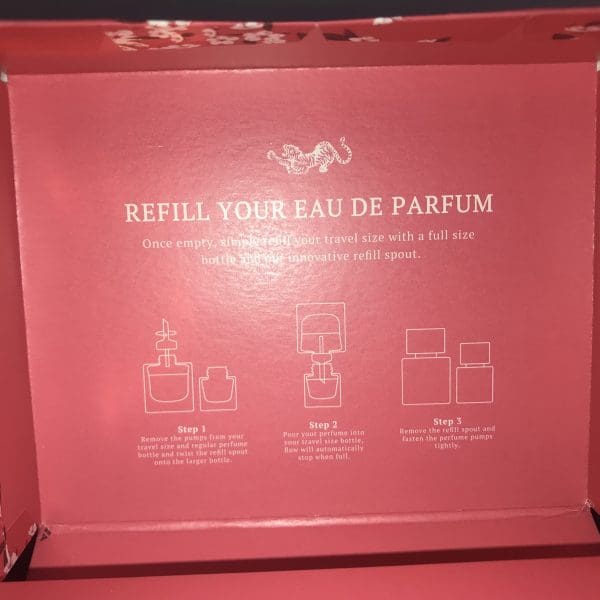 REFILL YOUR EAU DE PARFUM
Once empty, simply refill your travel size with a full size
bottle and our innovative refill spout.
Step 1
Remove the pumps from your
travel size and regular perfume
bottle and twist the refill spout
onto the larger bottle.
Step 2
Pour your perfume into
your travel size bottle,
flow will automatically
stop when full.
Step 3
Remove the refill spout and
fasten the perfume pumps
tightly.